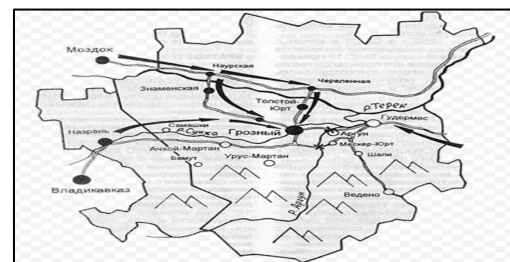 Моздок
Наурская
Знаменская
Червленная
Толстой-
Юрт
р.Терек
Гудермес
Самашки
р.Сунжа
Грозный
Назрань
Аргун
Мескер-Юрт
Ачхой-Мартан
Бамут
Урус-Мартан
Шали
Владикавказ
р.Аргун
Ведено